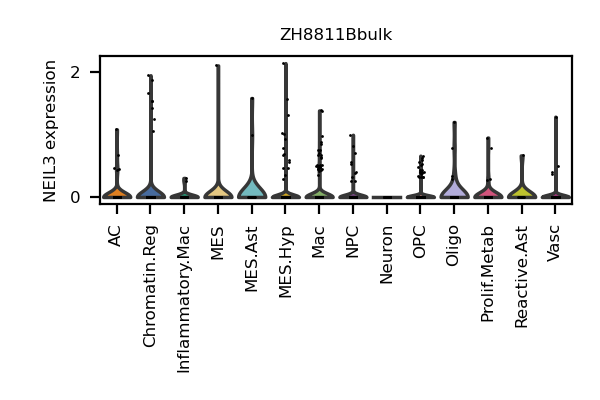 ZH8811Bbulk
NEIL3 expression
2
0
AC
Chromatin.Reg
Inflammatory.Mac
MES
MES.Ast
MES.Hyp
Mac
NPC
Neuron
OPC
Oligo
Prolif.Metab
Reactive.Ast
Vasc